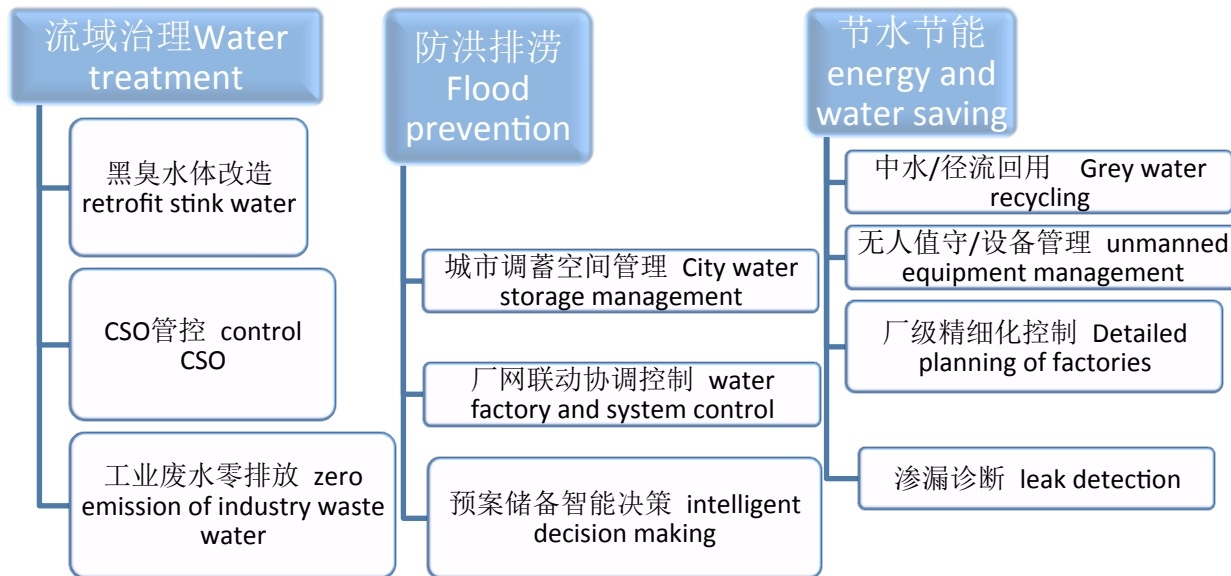 流域治理Water
treatment
黑臭水体改造
retrofit stink water
CSO管控  control
CSO
工业废水零排放  zero
emission of industry waste
water
防洪排涝
Flood
prevention
城市调蓄空间管理  City water
storage management
厂网联动协调控制  water
factory and system control
预案储备智能决策  intelligent
decision making
节水节能
energy and
water saving
中水/径流回用    Grey water
recycling
无人值守/设备管理  unmanned
equipment management
厂级精细化控制  Detailed
planning of factories
渗漏诊断  leak detection